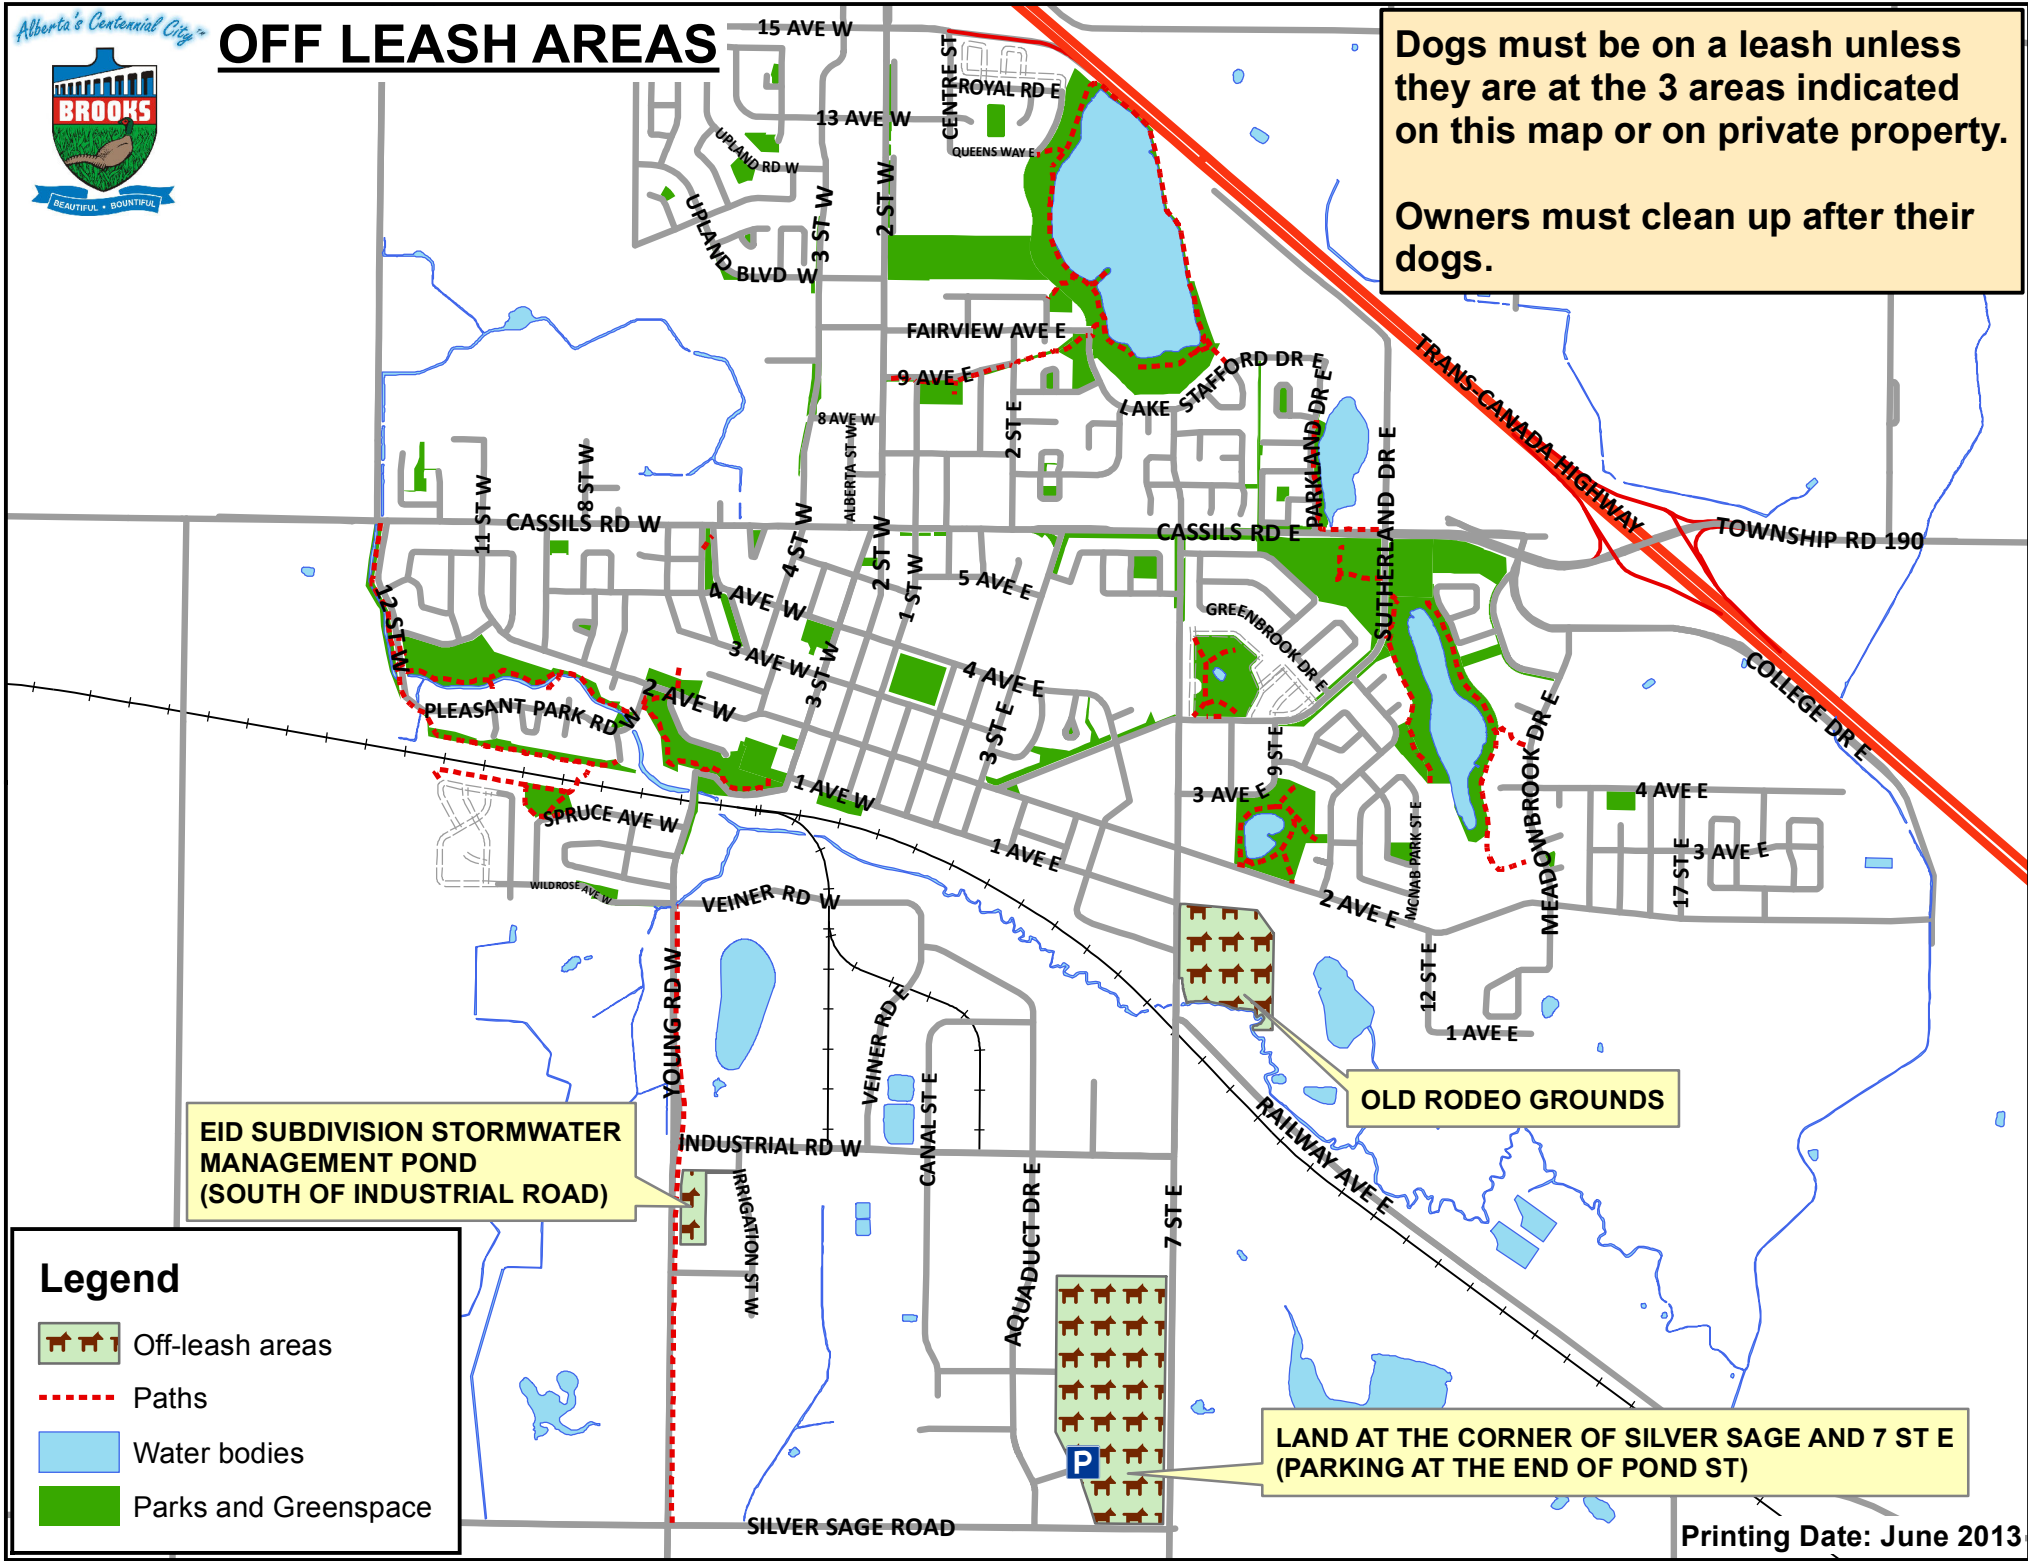 Alberta's Centennial City
BROOKS
BEAUTIFUL • BOUNTIFUL
OFF LEASH AREAS
Dogs must be on a leash unless
they are at the 3 areas indicated
on this map or on private property.
Owners must clean up after their
dogs.
15 AVE W
CENTRE ST
ROYAL RD E
13 AVE W
QUEENS WAY E
UPLAND RD W
UPLAND BLVD W
3 ST W
2 ST W
FAIRVIEW AVE E
9 AVE E
LAKE STAFFORD DR E
8 AVE W
ALBERTA ST W
2 ST E
PARKLAND DR E
SUTHERLAND DR E
TRANS-CANADA HIGHWAY
TOWNSHIP RD 190
11 ST W
8 ST W
CASSILS RD W
4 ST W
2 ST W
1 ST W
CASSILS RD E
5 AVE E
SUTHERLAND DR E
12 ST W
4 AVE W
3 AVE W
3 ST W
4 AVE E
GREENBROOK DR E
COLLEGE DR E
PLEASANT PARK RD W
2 AVE W
3 ST E
9 ST E
MEADOWBROOK DR E
1 AVE W
3 AVE E
4 AVE E
SPRUCE AVE W
1 AVE E
MCNAB PARK ST E
3 AVE E
17 ST E
WILDROSE AVE W
VEINER RD W
2 AVE E
YOUNG RD W
VEINER RD E
12 ST E
1 AVE E
OLD RODEO GROUNDS
CANAL ST E
RAILWAY AVE E
EID SUBDIVISION STORMWATER
MANAGEMENT POND
(SOUTH OF INDUSTRIAL ROAD)
INDUSTRIAL RD W
IRRIGATION ST W
AQUADUCT DR E
7 ST E
Legend
Off-leash areas
Paths
Water bodies
Parks and Greenspace
P
LAND AT THE CORNER OF SILVER SAGE AND 7 ST E
(PARKING AT THE END OF POND ST)
SILVER SAGE ROAD
Printing Date: June 2013